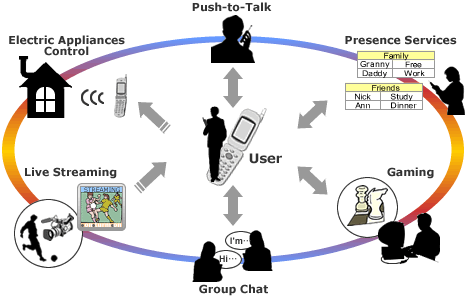 Push-to-Talk
Electric Appliances
Control
Presence Services
Family
Granny Free
Daddy Work
Friends
Nick Study
Ann Dinner
User
Live Streaming
STREAMING
Gaming
I'm…
Hi…
Group Chat